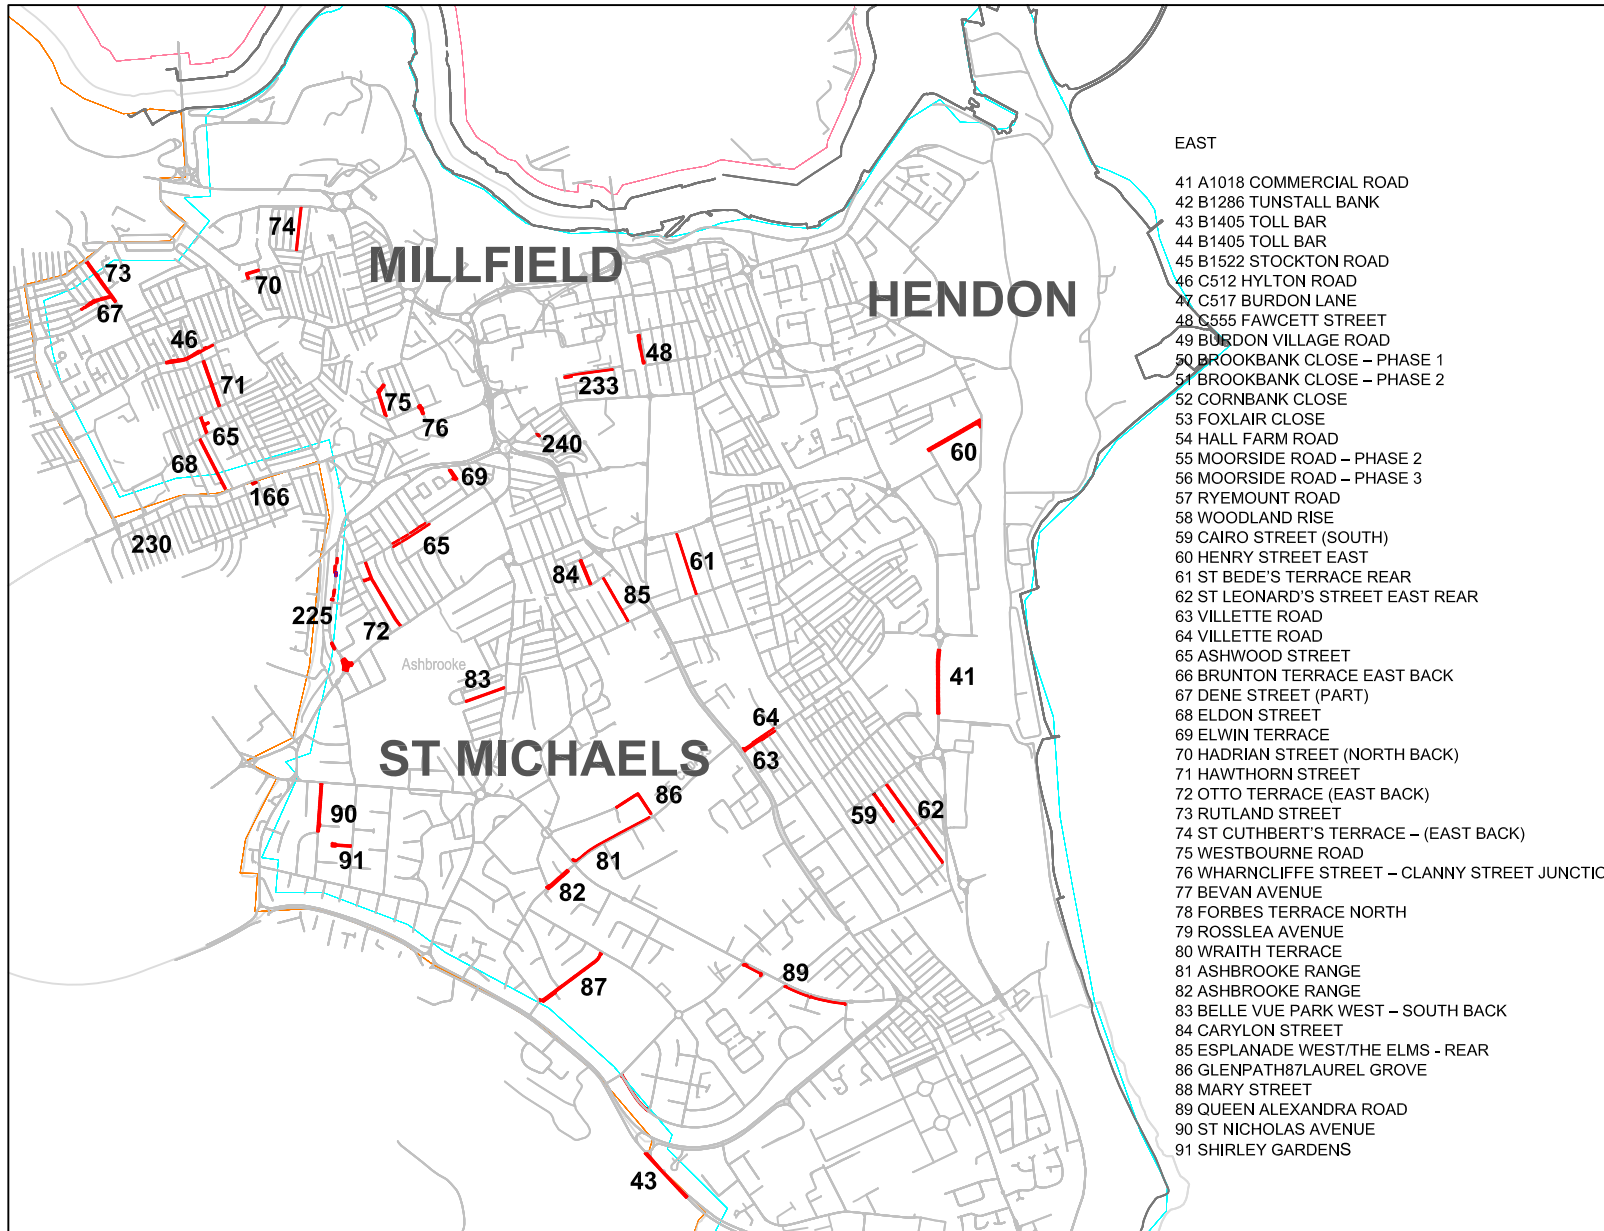 EAST
41 A1018 COMMERCIAL ROAD
42 B1286 TUNSTALL BANK
43 B1405 TOLL BAR
44 B1405 TOLL BAR
45 B1522 STOCKTON ROAD
46 C512 HYLTON ROAD
47 C517 BURDON LANE
48 C555 FAWCETT STREET
49 BURDON VILLAGE ROAD
50 BROOKBANK CLOSE – PHASE 1
51 BROOKBANK CLOSE – PHASE 2
52 CORNBANK CLOSE
53 FOXLAIR CLOSE
54 HALL FARM ROAD
55 MOORSIDE ROAD – PHASE 2
56 MOORSIDE ROAD – PHASE 3
57 RYEMOUNT ROAD
58 WOODLAND RISE
59 CAIRO STREET (SOUTH)
60 HENRY STREET EAST
61 ST BEDE'S TERRACE REAR
62 ST LEONARD'S STREET EAST REAR
63 VILLETTE ROAD
64 VILLETTE ROAD
65 ASHWOOD STREET
66 BRUNTON TERRACE EAST BACK
67 DENE STREET (PART)
68 ELDON STREET
69 ELWIN TERRACE
70 HADRIAN STREET (NORTH BACK)
71 HAWTHORN STREET
72 OTTO TERRACE (EAST BACK)
73 RUTLAND STREET
74 ST CUTHBERT'S TERRACE – (EAST BACK)
75 WESTBOURNE ROAD
76 WHARNCLIFFE STREET – CLANNY STREET JUNCTIO
77 BEVAN AVENUE
78 FORBES TERRACE NORTH
79 ROSSLEA AVENUE
80 WRAITH TERRACE
81 ASHBROOKE RANGE
82 ASHBROOKE RANGE
83 BELLE VUE PARK WEST – SOUTH BACK
84 CARYLON STREET
85 ESPLANADE WEST/THE ELMS - REAR
86 GLENPATH87LAUREL GROVE
88 MARY STREET
89 QUEEN ALEXANDRA ROAD
90 ST NICHOLAS AVENUE
91 SHIRLEY GARDENS
74
MILLFIELD
73
70
HENDON
67
46
48
71
233
75
76
65
240
60
68
69
166
230
65
61
84
85
225
72
Ashbrooke
83
41
64
ST MICHAELS
63
86
90
59
62
91
81
82
89
87
43